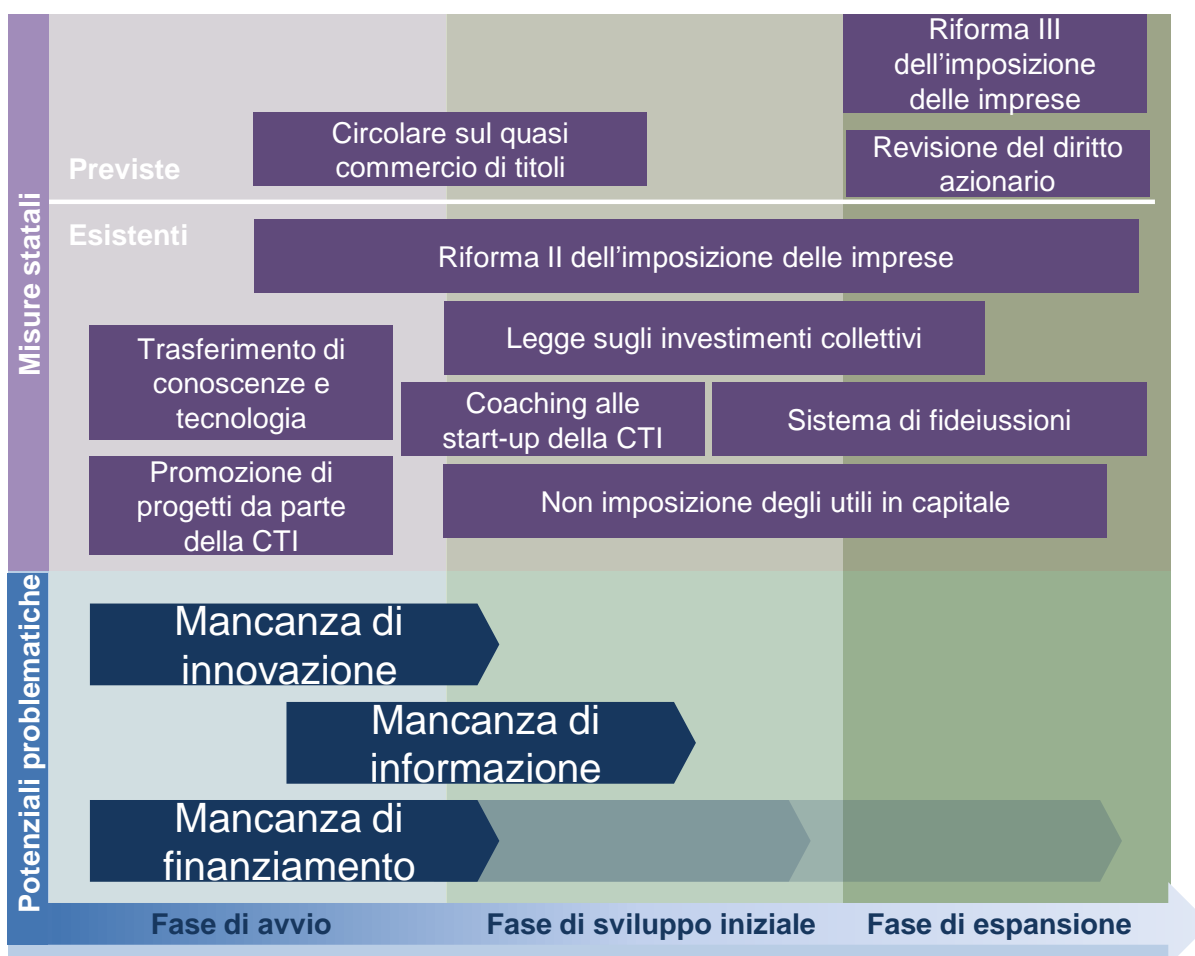 Misure statali
Previste
Riforma III
dell'imposizione
delle imprese
Circolare sul quasi
commercio di titoli
Revisione del diritto
azionario
Esistenti
Riforma II dell'imposizione delle imprese
Legge sugli investimenti collettivi
Trasferimento di
conoscenze e
tecnologia
Coaching alle
start-up della CTI
Sistema di fideiussioni
Promozione di
progetti da parte
della CTI
Non imposizione degli utili in capitale
Potenziali problematiche
Mancanza di
innovazione
Mancanza di
informazione
Mancanza di
finanziamento
Fase di avvio
Fase di sviluppo iniziale
Fase di espansione